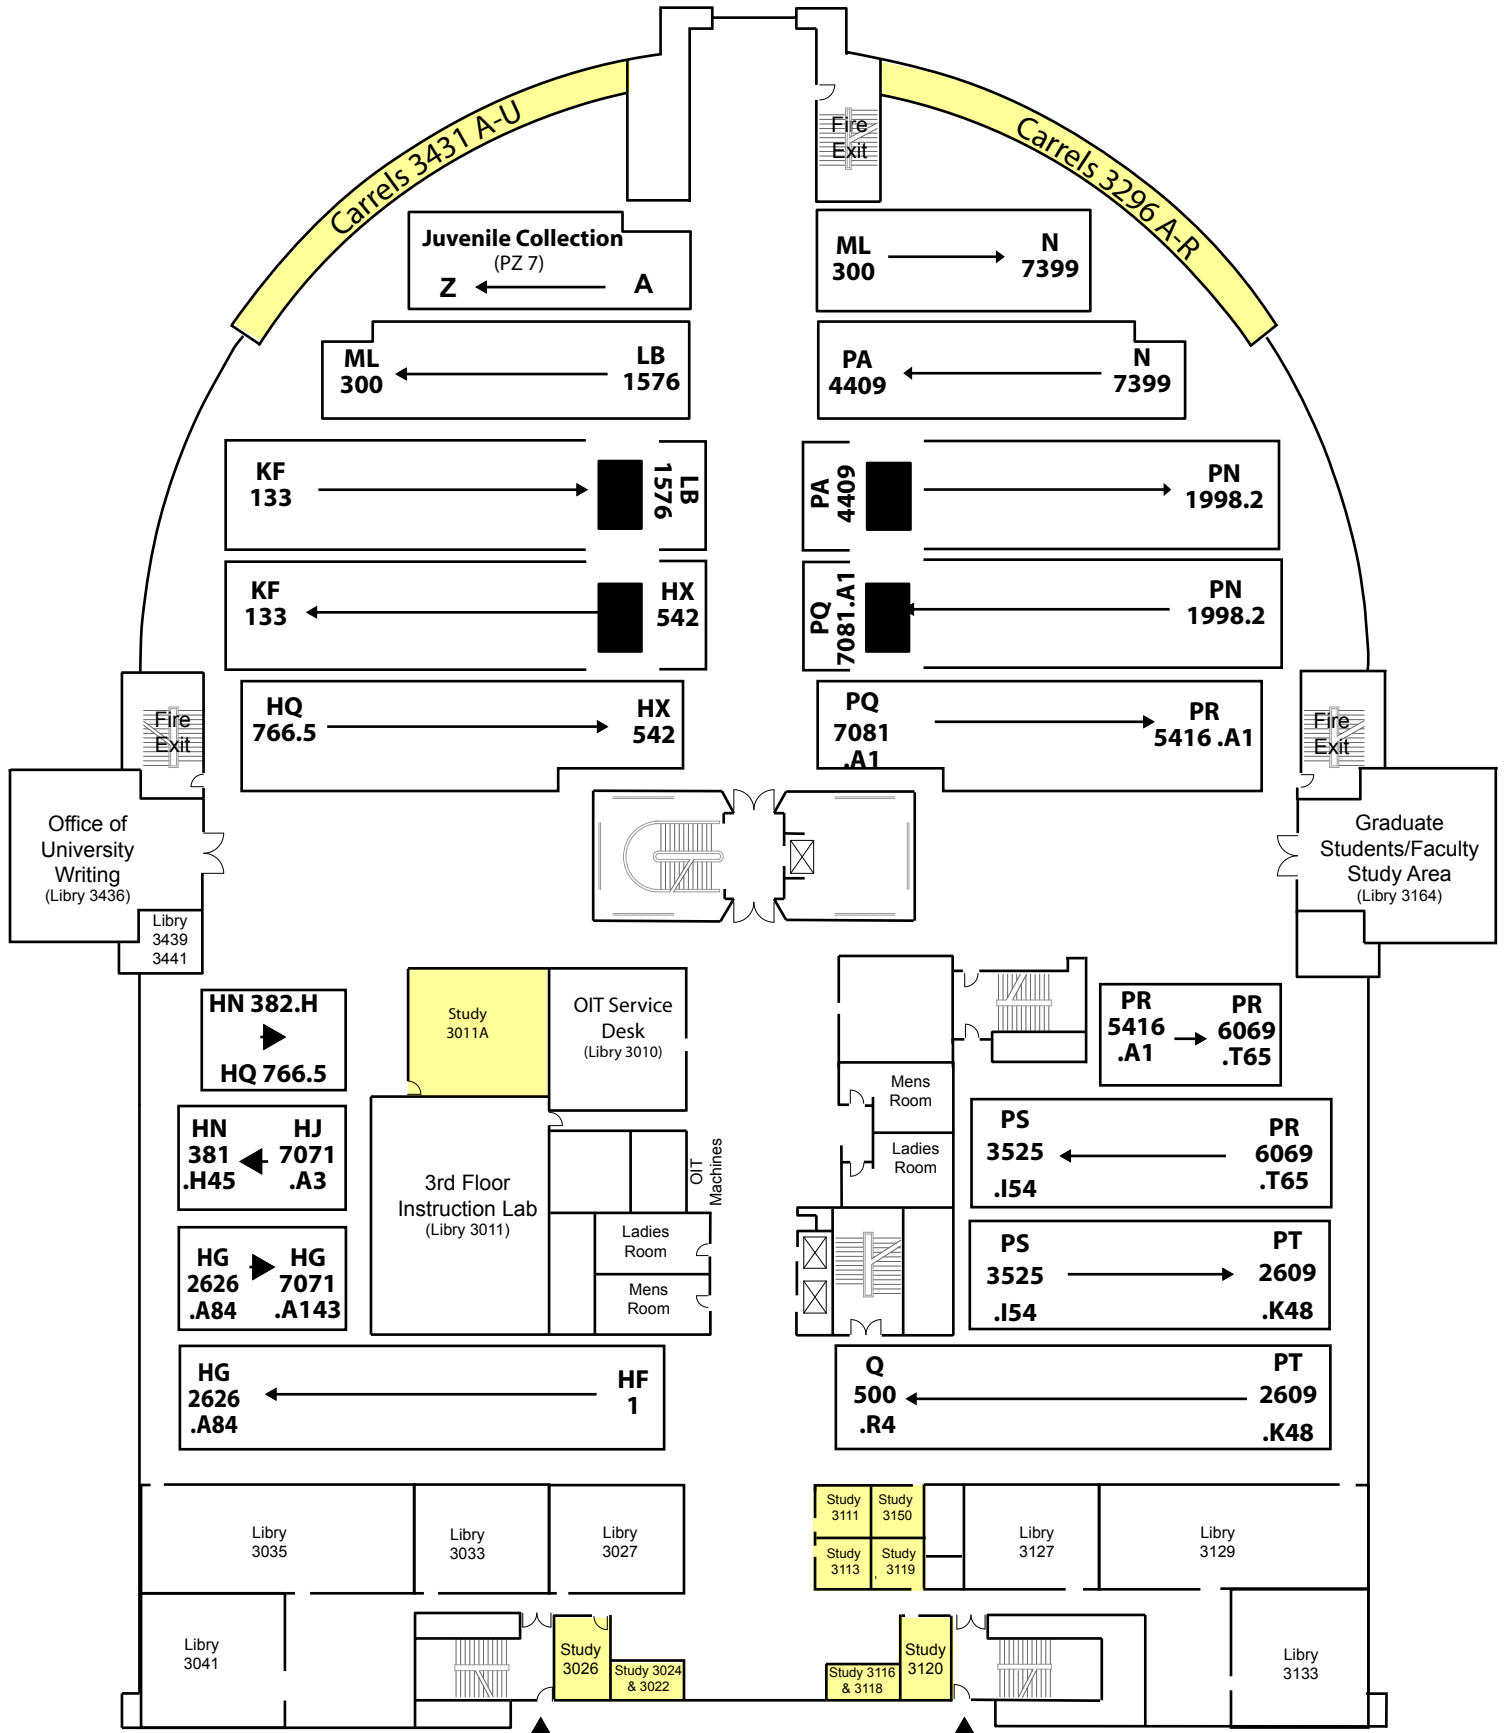 Carrels 3431 A-U
Carrels 3296 A-R
Fire
Exit
Juvenile Collection
(PZ 7)
Z
A
ML
300
N
7399
ML
300
LB
1576
PA
4409
N
7399
KF
133
LB
1576
PA
4409
PN
1998.2
KF
133
HX
542
PQ
7081.A1
PN
1998.2
HQ
766.5
HX
542
PQ
7081
.A1
PR
5416 .A1
Fire
Exit
Fire
Exit
Office of
University
Writing
(Libry 3436)
Libry
3439
3441
Graduate
Students/Faculty
Study Area
(Libry 3164)
HN 382.H
HQ 766.5
Study
3011A
OIT Service
Desk
(Libry 3010)
PR
5416
.A1
PR
6069
.T65
Mens
Room
Ladies
Room
HN
381
.H45
HJ
7071
.A3
3rd Floor
Instruction Lab
(Libry 3011)
OIT
Machines
PS
3525
.I54
PR
6069
.T65
HG
2626
.A84
HG
7071
.A143
Ladies
Room
Mens
Room
PS
3525
.I54
PT
2609
.K48
HG
2626
.A84
HF
1
Q
500
.R4
PT
2609
.K48
Libry
3035
Libry
3033
Libry
3027
Study
3111
Study
3150
Study
3113
Study
3119
Libry
3127
Libry
3129
Libry
3041
Study
3026
Study 3024
& 3022
Study 3116
& 3118
Study
3120
Libry
3133